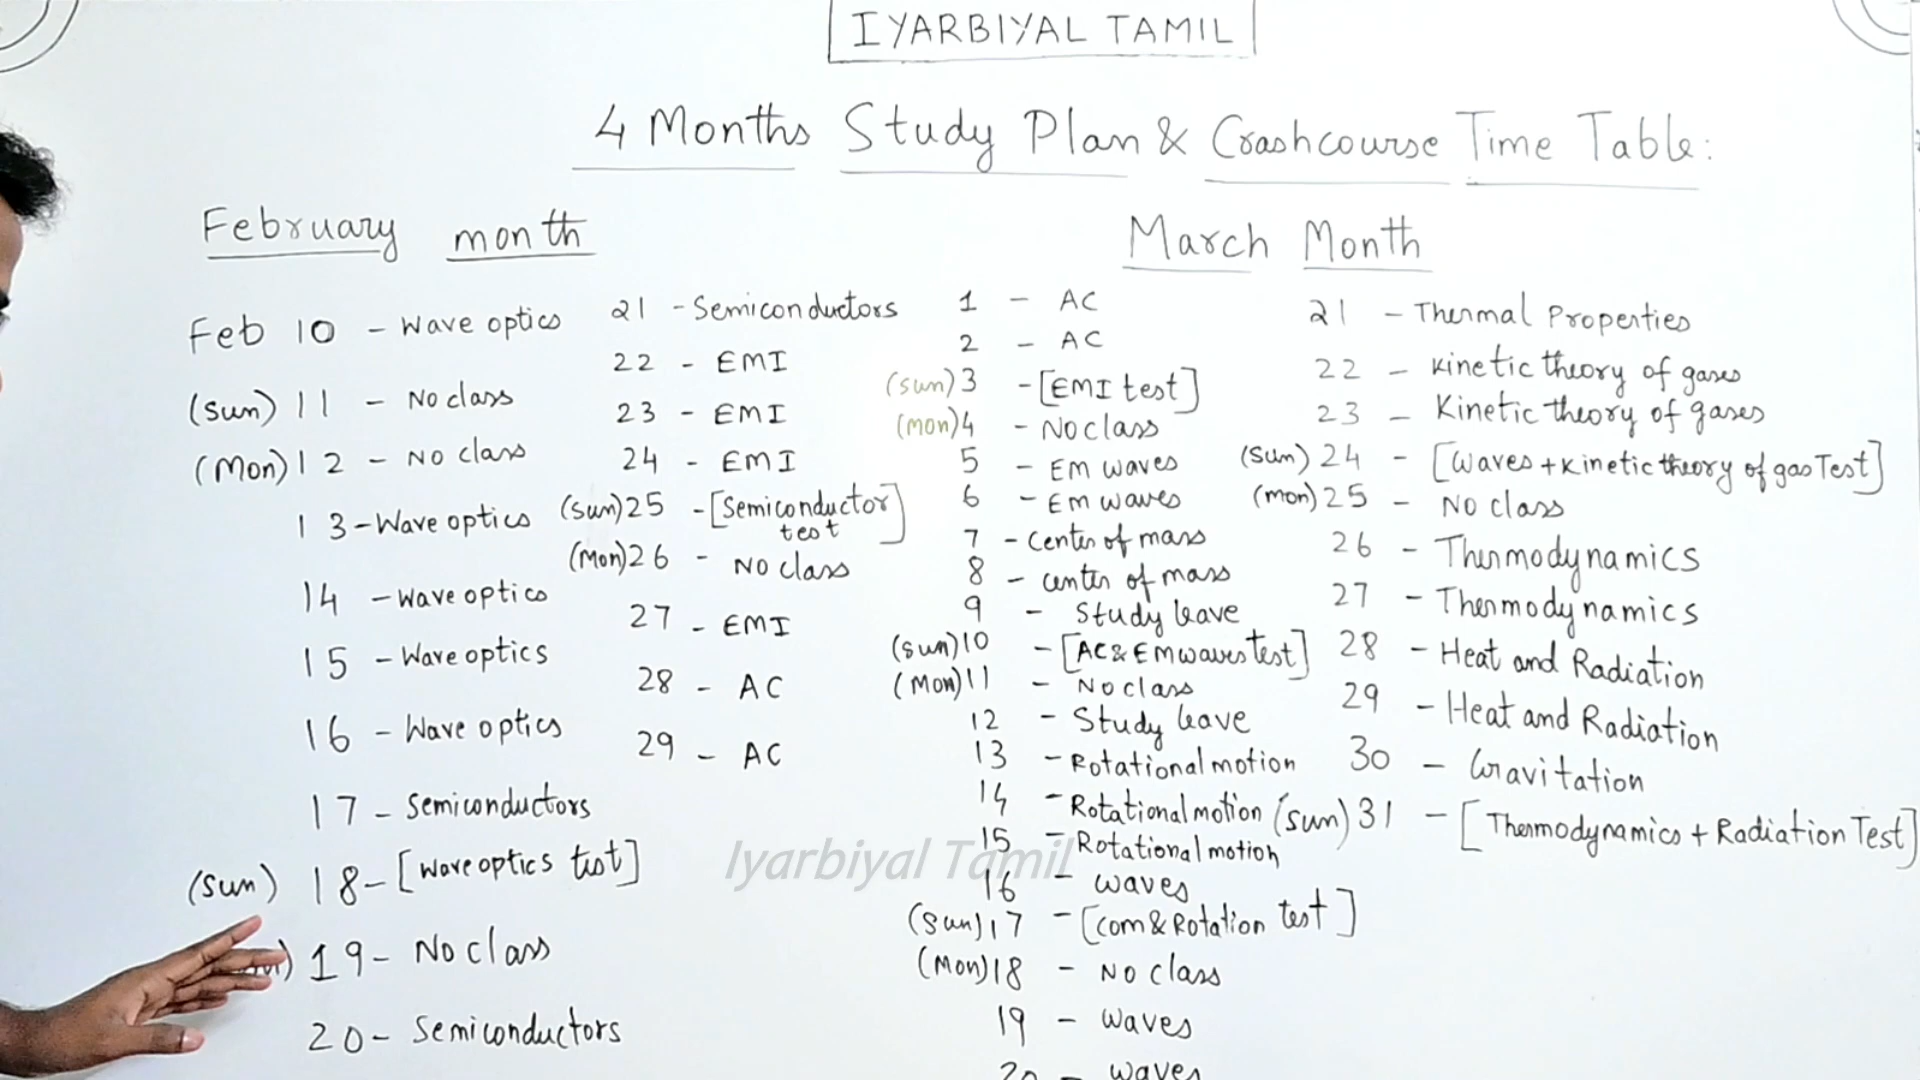 IYARBIYAL TAMIL
4 Months Study Plan & Crashcourse Time Table:
February month
Feb 10 - Wave optics
(Sun) 11 - No class
(Mon) 12 - No class
13 - Wave optics
14 - Wave optics
15 - Wave optics
16 - Wave optics
17 - Semiconductors
(Sun) 18 - [Wave optics test]
19 - No class
20 - Semiconductors
21 - Semiconductors
22 - EMI
23 - EMI
24 - EMI
(Sun) 25 - [Semiconductor
test]
(Mon) 26 - No class
27 - EMI
28 - AC
29 - AC
March Month
1 - AC
2 - AC
(Sun) 3 - [EMI test]
(Mon) 4 - No class
5 - EM waves
6 - EM waves
7 - Center of mass
8 - center of mass
9 - Study leave
(Sun) 10 - [AC & EM waves Test]
(Mon) 11 - No class
12 - Study leave
13 - Rotational motion
14 - Rotational motion
15 - Rotational motion
16 - Waves
(Sun) 17 - [Com & Rotation test]
(Mon) 18 - No class
19 - Waves
20 - Waves
21 - Thermal Properties
22 - Kinetic theory of gases
23 - Kinetic theory of gases
(Sun) 24 - [Waves + Kinetic theory of gas Test]
(Mon) 25 - No class
26 - Thermodynamics
27 - Thermodynamics
28 - Heat and Radiation
29 - Heat and Radiation
30 - Gravitation
(Sun) 31 - [Thermodynamics + Radiation Test]
Iyarbiyal Tamil